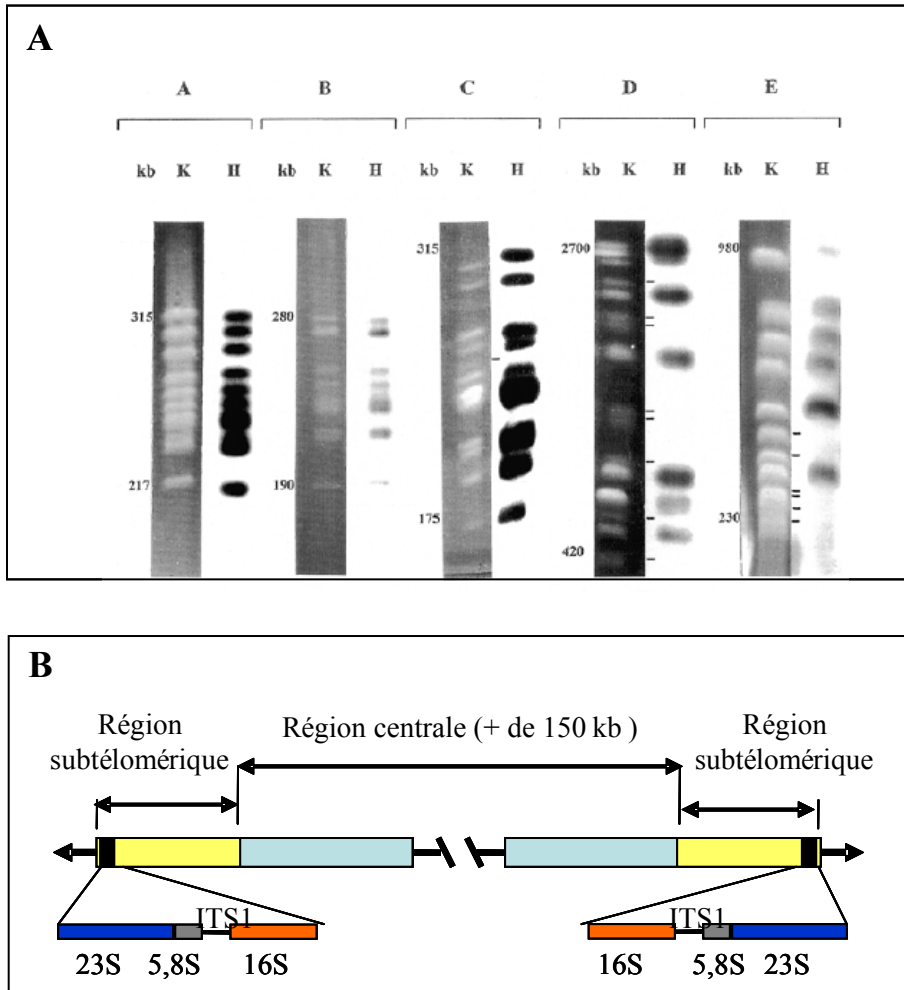 A
A B C D E
kb K H kb K H kb K H kb K H kb K H
315 2700 980
315 280
217 190
175 230
420
B
Région subtélomérique
Région centrale (+ de 150 kb )
Région subtélomérique
ITS1 ITS1
23S 5,8S 16S 16S 5,8S 23S